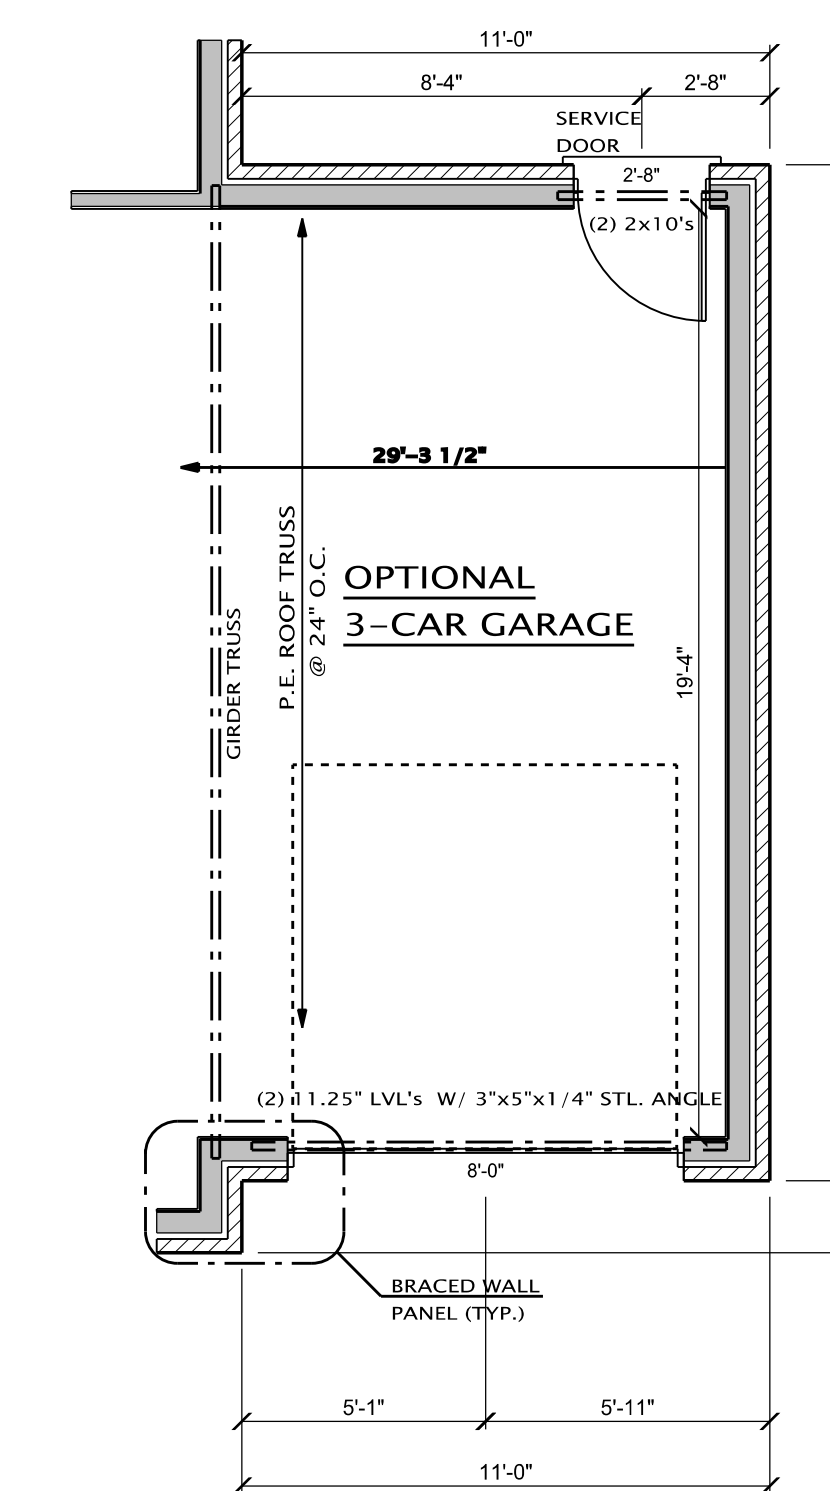 11'-0"
8'-4"
2'-8"
SERVICE
DOOR
2'-8"
(2) 2x10's
29'–3 1/2"
P.E. ROOF TRUSS
@ 24" O.C.
OPTIONAL
3–CAR GARAGE
GIRDER TRUSS
19'-4"
(2) 11.25" LVL's W/ 3"x5"x1/4" STL. ANGLE
8'-0"
BRACED WALL
PANEL (TYP.)
5'-1"
5'-11"
11'-0"